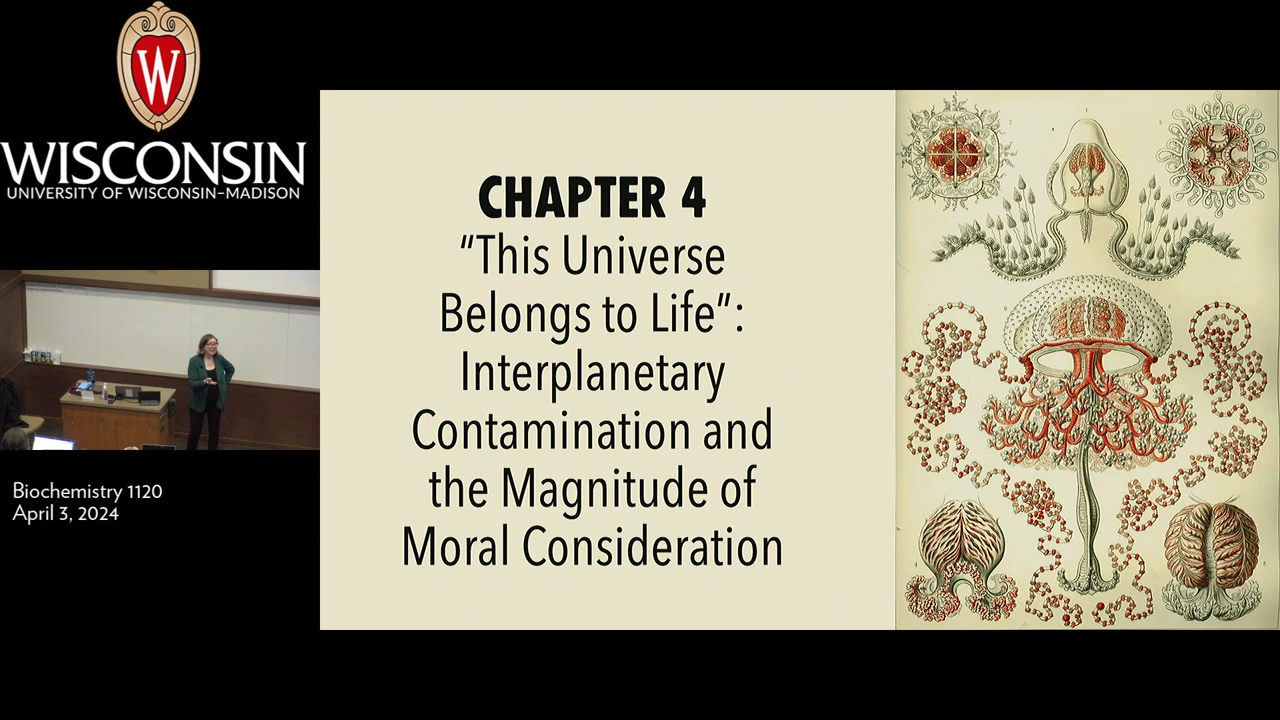 W
WISCONSIN
UNIVERSITY OF WISCONSIN–MADISON
Biochemistry 1120
April 3, 2024
CHAPTER 4
“This Universe
Belongs to Life”:
Interplanetary
Contamination and
the Magnitude of
Moral Consideration